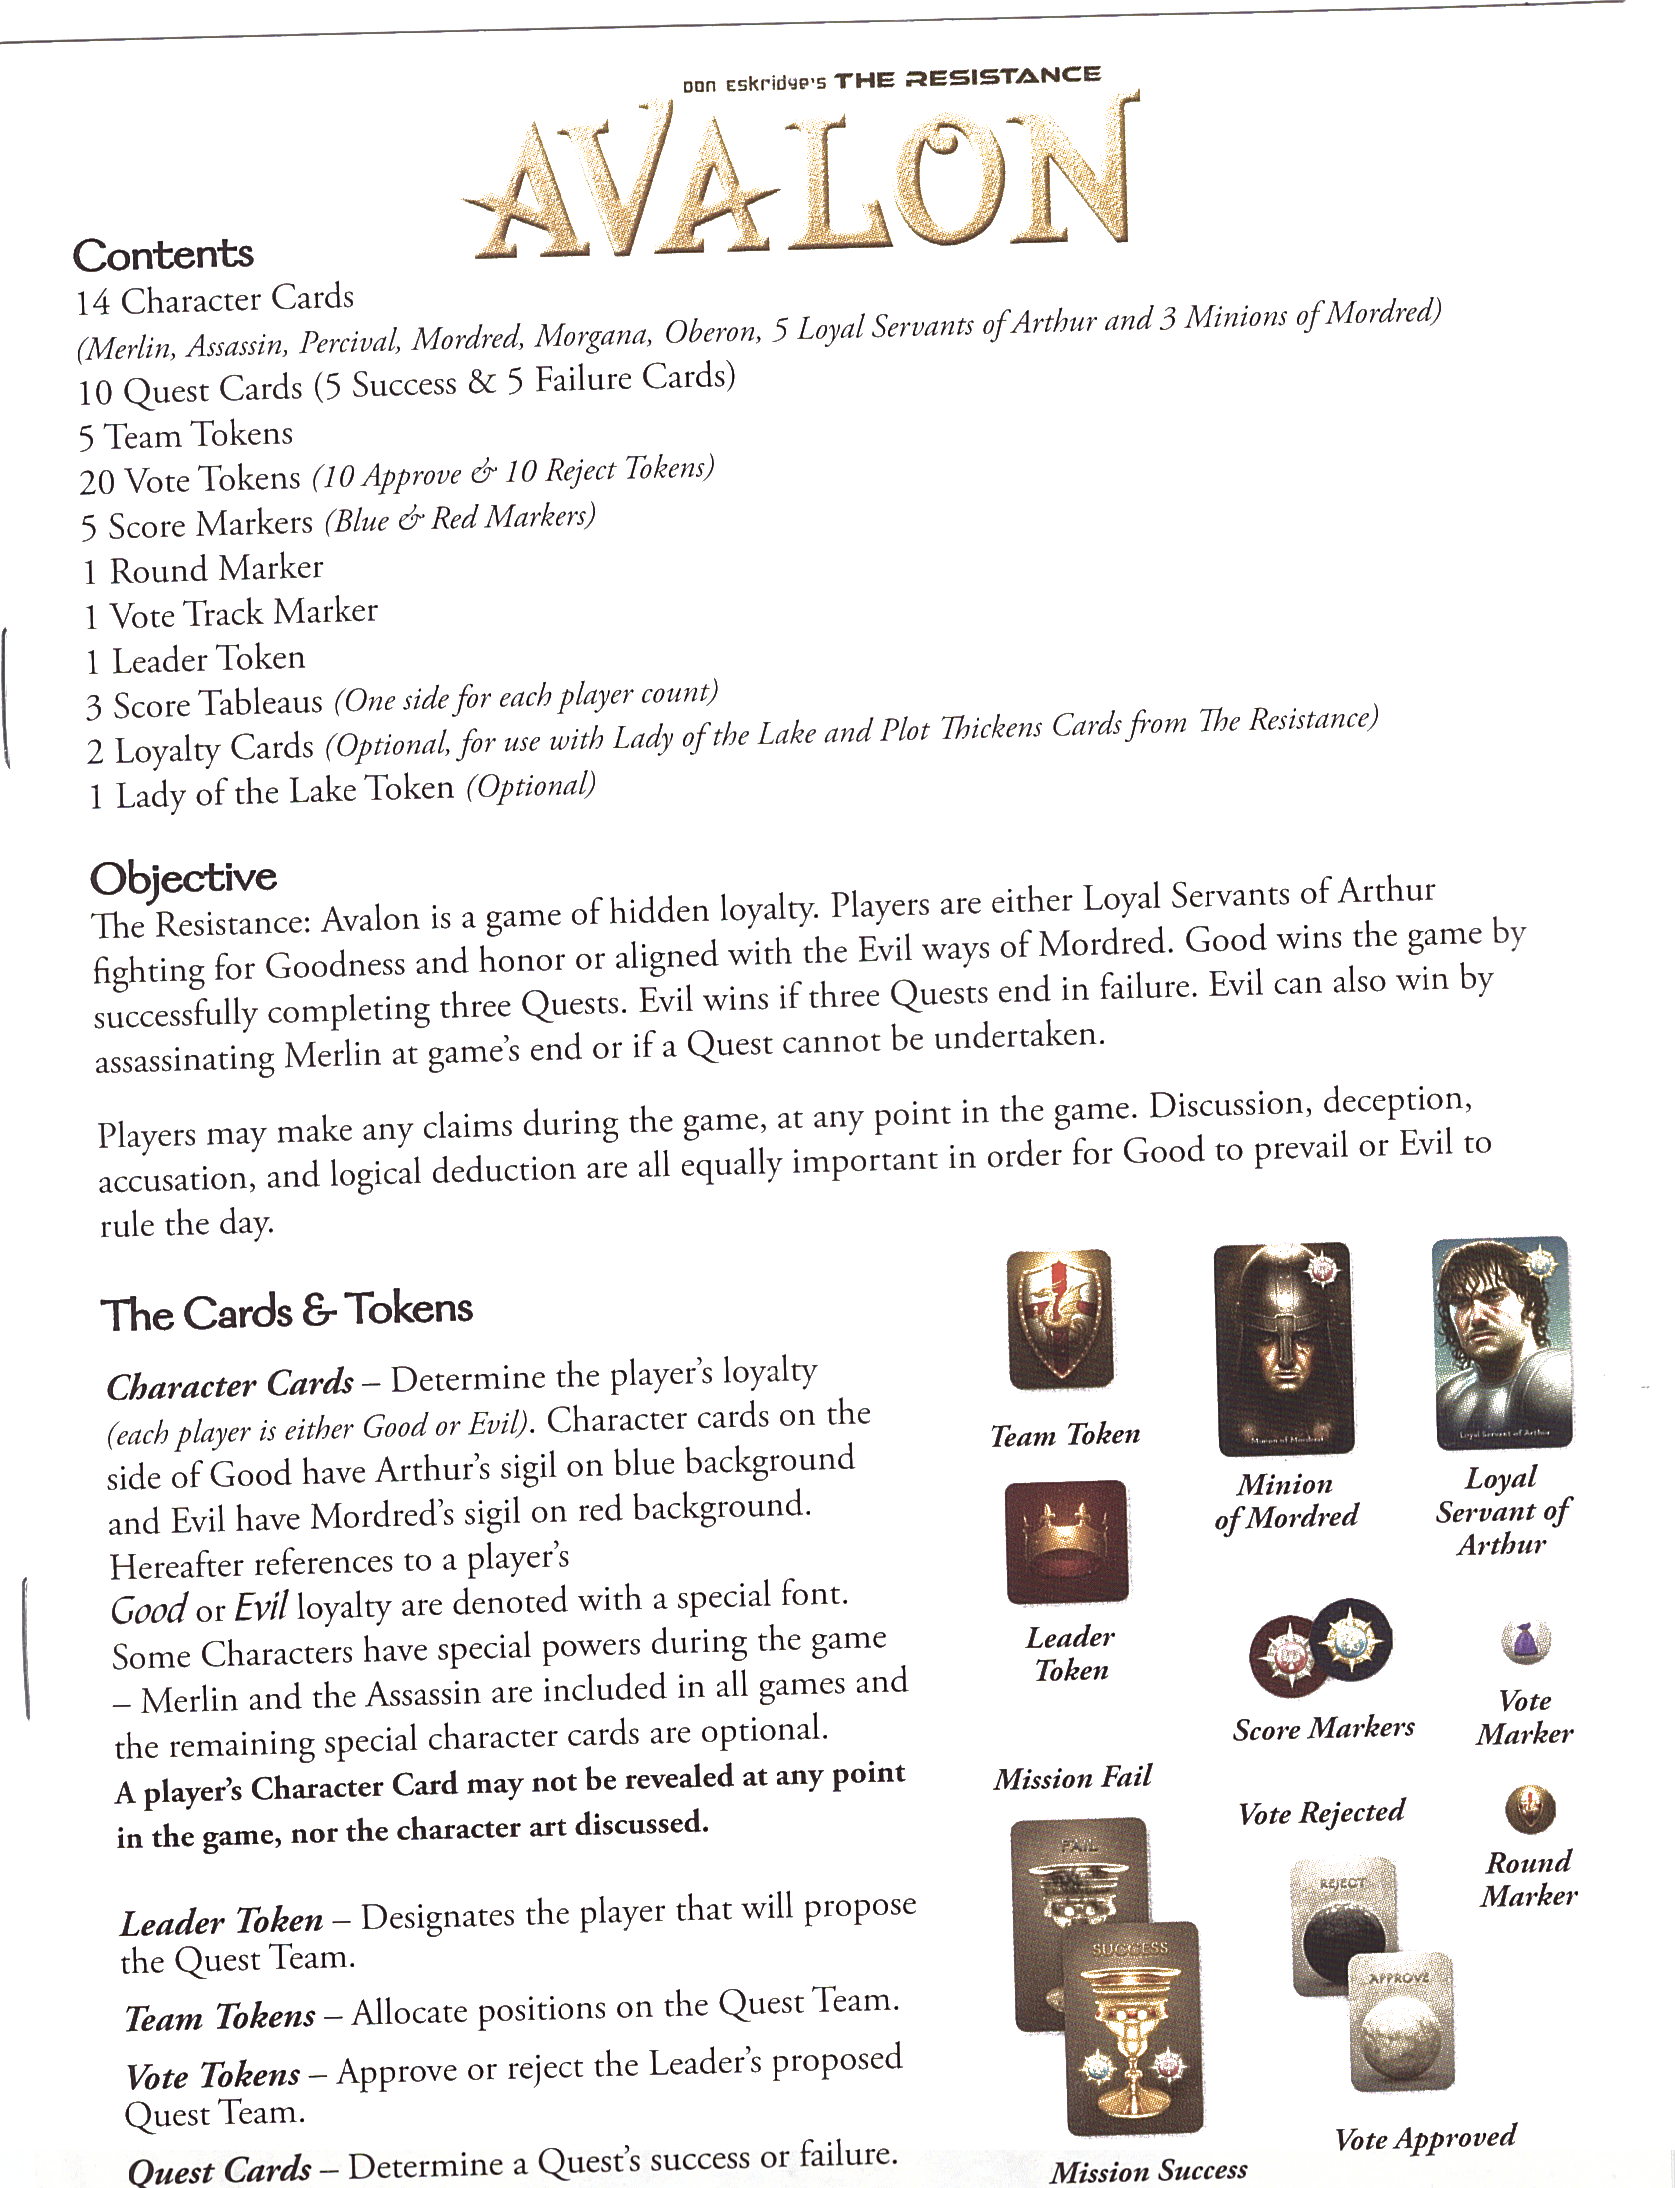 Don Eskridge's THE RESISTANCE
AVALON
Contents
14 Character Cards
(Merlin, Assassin, Percival, Mordred, Morgana, Oberon, 5 Loyal Servants of Arthur and 3 Minions of Mordred)
10 Quest Cards (5 Success & 5 Failure Cards)
5 Team Tokens
20 Vote Tokens (10 Approve & 10 Reject Tokens)
5 Score Markers (Blue & Red Markers)
1 Round Marker
1 Vote Track Marker
1 Leader Token
3 Score Tableaus (One side for each player count)
2 Loyalty Cards (Optional, for use with Lady of the Lake and Plot Thickens Cards from The Resistance)
1 Lady of the Lake Token (Optional)
Objective
The Resistance: Avalon is a game of hidden loyalty. Players are either Loyal Servants of Arthur
fighting for Goodness and honor or aligned with the Evil ways of Mordred. Good wins the game by
successfully completing three Quests. Evil wins if three Quests end in failure. Evil can also win by
assassinating Merlin at game's end or if a Quest cannot be undertaken.
Players may make any claims during the game, at any point in the game. Discussion, deception,
accusation, and logical deduction are all equally important in order for Good to prevail or Evil to
rule the day.
The Cards & Tokens
Character Cards – Determine the player's loyalty
(each player is either Good or Evil). Character cards on the
side of Good have Arthur's sigil on blue background
and Evil have Mordred's sigil on red background.
Hereafter references to a player's
Good or Evil loyalty are denoted with a special font.
Some Characters have special powers during the game
– Merlin and the Assassin are included in all games and
the remaining special character cards are optional.
A player's Character Card may not be revealed at any point
in the game, nor the character art discussed.
Leader Token – Designates the player that will propose
the Quest Team.
Team Tokens – Allocate positions on the Quest Team.
Vote Tokens – Approve or reject the Leader's proposed
Quest Team.
Quest Cards – Determine a Quest's success or failure.
Team Token
Minion of Mordred
Minion
of Mordred
Loyal Servant of Arthur
Loyal
Servant of
Arthur
Leader
Token
Score Markers
Vote
Marker
Mission Fail
FAIL
SUCCESS
Mission Success
Vote Rejected
REJECT
APPROVE
Vote Approved
Round
Marker